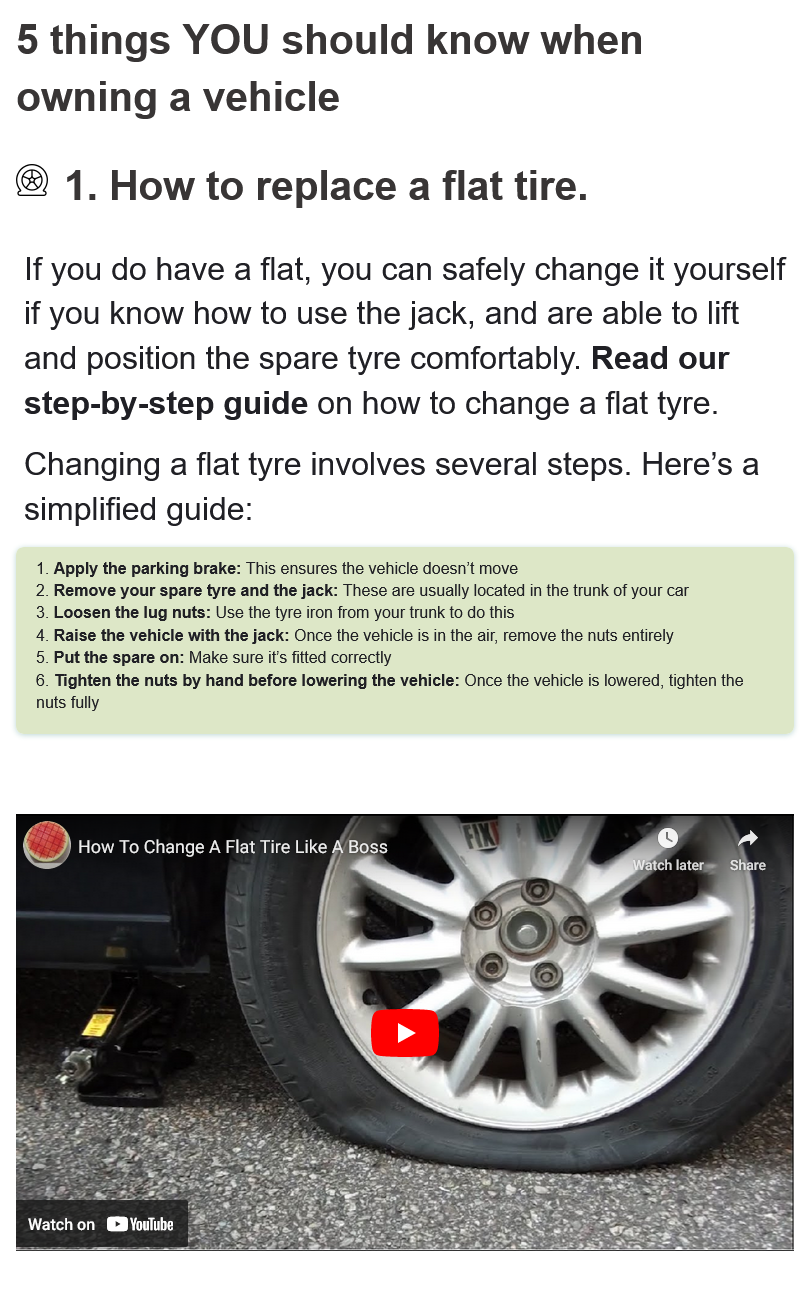 5 things YOU should know when
owning a vehicle
1. How to replace a flat tire.
If you do have a flat, you can safely change it yourself
if you know how to use the jack, and are able to lift
and position the spare tyre comfortably. Read our
step-by-step guide on how to change a flat tyre.
Changing a flat tyre involves several steps. Here’s a
simplified guide:
1. Apply the parking brake: This ensures the vehicle doesn’t move
2. Remove your spare tyre and the jack: These are usually located in the trunk of your car
3. Loosen the lug nuts: Use the tyre iron from your trunk to do this
4. Raise the vehicle with the jack: Once the vehicle is in the air, remove the nuts entirely
5. Put the spare on: Make sure it’s fitted correctly
6. Tighten the nuts by hand before lowering the vehicle: Once the vehicle is lowered, tighten the
nuts fully
How To Change A Flat Tire Like A Boss
Watch later
Share
FIX
Watch on YouTube